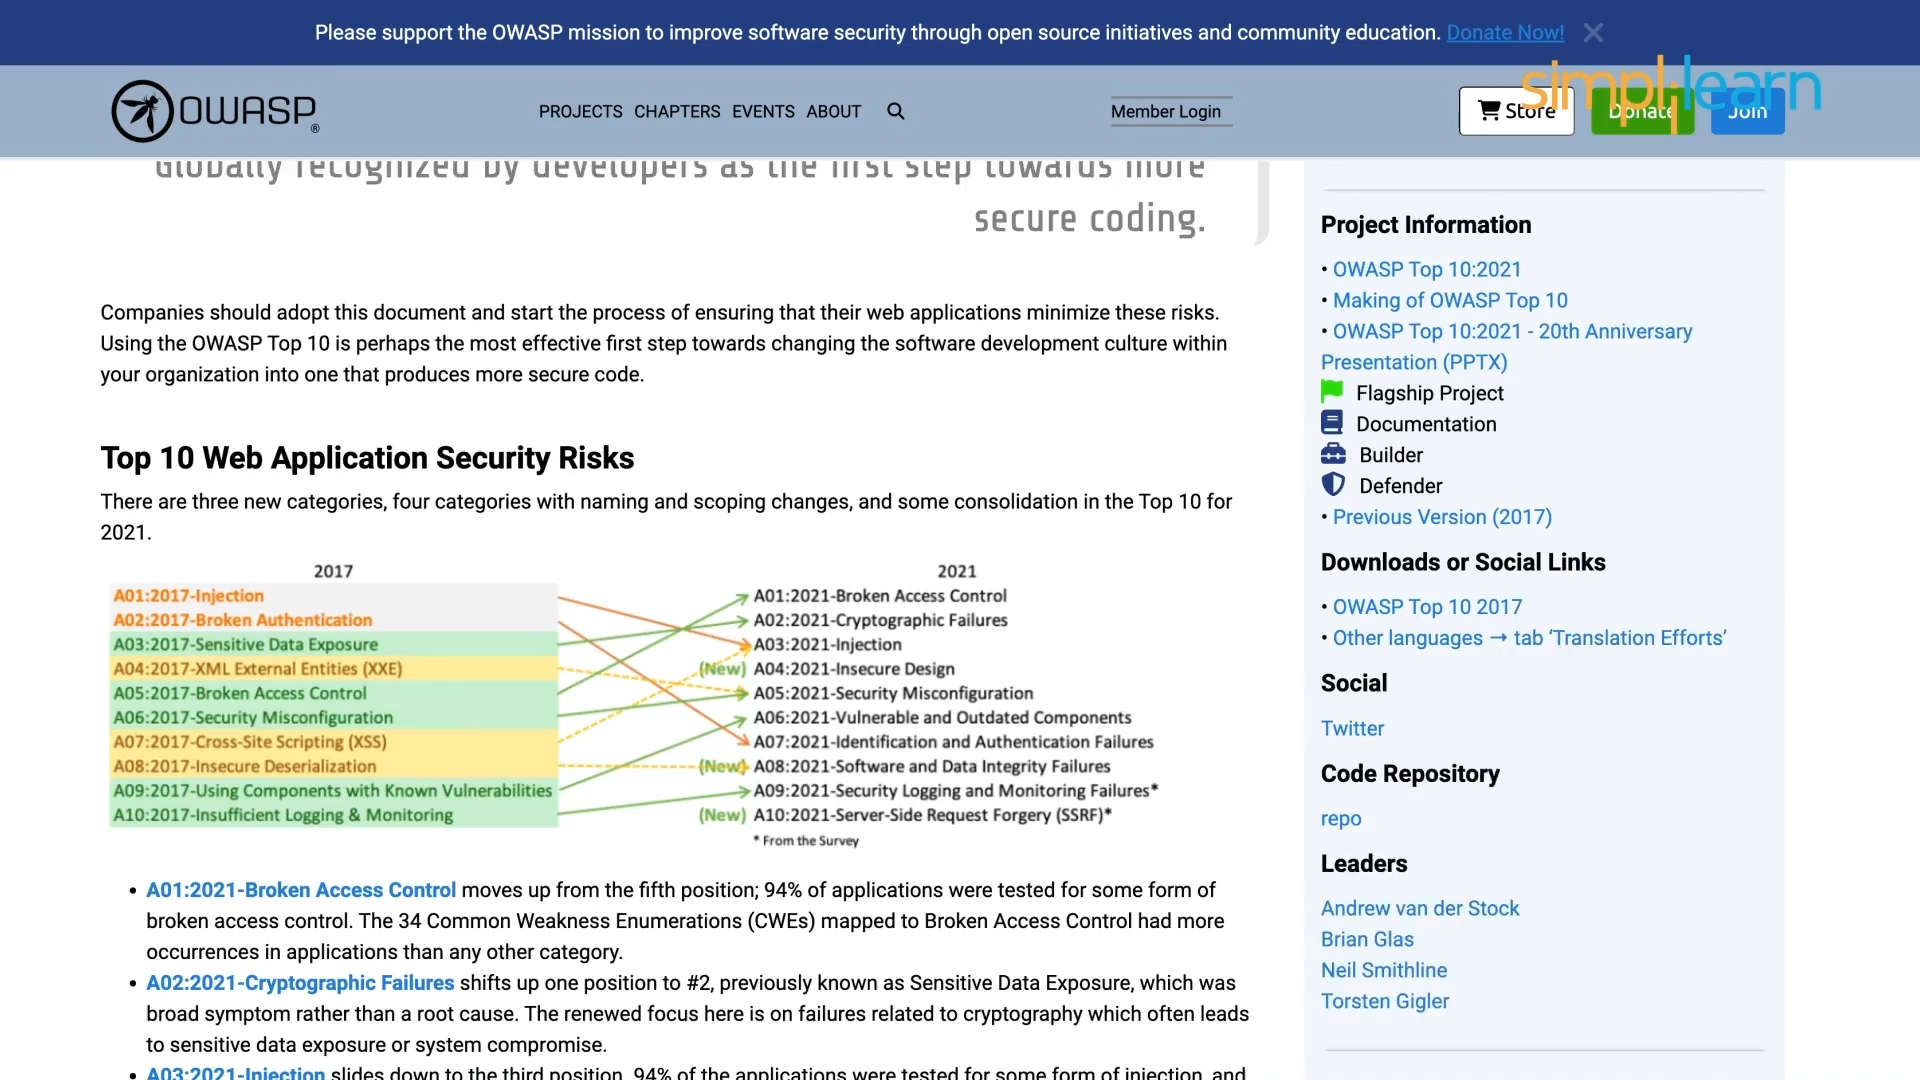 Please support the OWASP mission to improve software security through open source initiatives and community education. Donate Now!
simplilearn
OWASP®
PROJECTS CHAPTERS EVENTS ABOUT
Member Login
Store
Donate
Join
Globally recognized by developers as the first step towards more
secure coding.
Companies should adopt this document and start the process of ensuring that their web applications minimize these risks.
Using the OWASP Top 10 is perhaps the most effective first step towards changing the software development culture within
your organization into one that produces more secure code.
Top 10 Web Application Security Risks
There are three new categories, four categories with naming and scoping changes, and some consolidation in the Top 10 for
2021.
2017
A01:2017-Injection
A02:2017-Broken Authentication
A03:2017-Sensitive Data Exposure
A04:2017-XML External Entities (XXE)
A05:2017-Broken Access Control
A06:2017-Security Misconfiguration
A07:2017-Cross-Site Scripting (XSS)
A08:2017-Insecure Deserialization
A09:2017-Using Components with Known Vulnerabilities
A10:2017-Insufficient Logging & Monitoring
2021
A01:2021-Broken Access Control
A02:2021-Cryptographic Failures
A03:2021-Injection
(New) A04:2021-Insecure Design
A05:2021-Security Misconfiguration
A06:2021-Vulnerable and Outdated Components
A07:2021-Identification and Authentication Failures
(New) A08:2021-Software and Data Integrity Failures
A09:2021-Security Logging and Monitoring Failures*
(New) A10:2021-Server-Side Request Forgery (SSRF)*
* From the Survey
• A01:2021-Broken Access Control moves up from the fifth position; 94% of applications were tested for some form of
broken access control. The 34 Common Weakness Enumerations (CWEs) mapped to Broken Access Control had more
occurrences in applications than any other category.
• A02:2021-Cryptographic Failures shifts up one position to #2, previously known as Sensitive Data Exposure, which was
broad symptom rather than a root cause. The renewed focus here is on failures related to cryptography which often leads
to sensitive data exposure or system compromise.
• A03:2021-Injection slides down to the third position. 94% of the applications were tested for some form of injection, and
Project Information
• OWASP Top 10:2021
• Making of OWASP Top 10
• OWASP Top 10:2021 - 20th Anniversary
Presentation (PPTX)
Flagship Project
Documentation
Builder
Defender
• Previous Version (2017)
Downloads or Social Links
• OWASP Top 10 2017
• Other languages → tab ‘Translation Efforts’
Social
Twitter
Code Repository
repo
Leaders
Andrew van der Stock
Brian Glas
Neil Smithline
Torsten Gigler